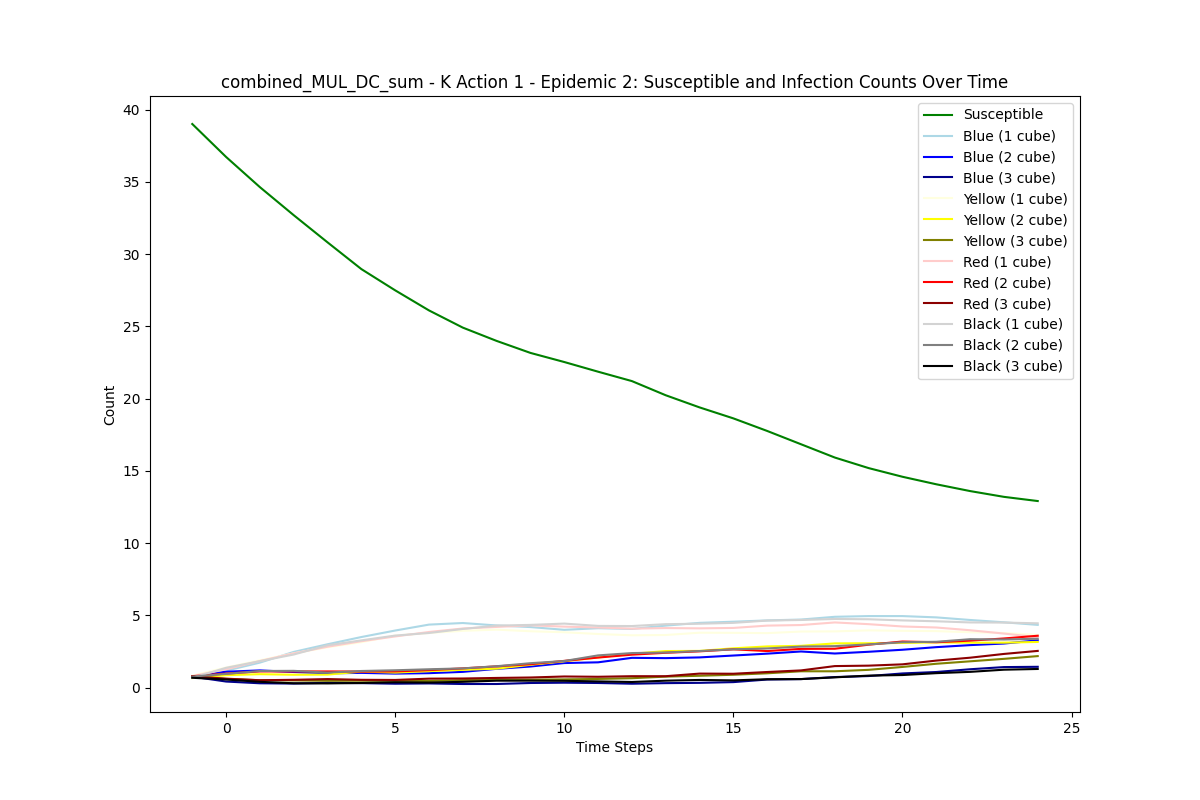 combined_MUL_DC_sum - K Action 1 - Epidemic 2: Susceptible and Infection Counts Over Time
Count
40
35
30
25
20
15
10
5
0
Susceptible
Blue (1 cube)
Blue (2 cube)
Blue (3 cube)
Yellow (1 cube)
Yellow (2 cube)
Yellow (3 cube)
Red (1 cube)
Red (2 cube)
Red (3 cube)
Black (1 cube)
Black (2 cube)
Black (3 cube)
0 5 10 15 20 25
Time Steps